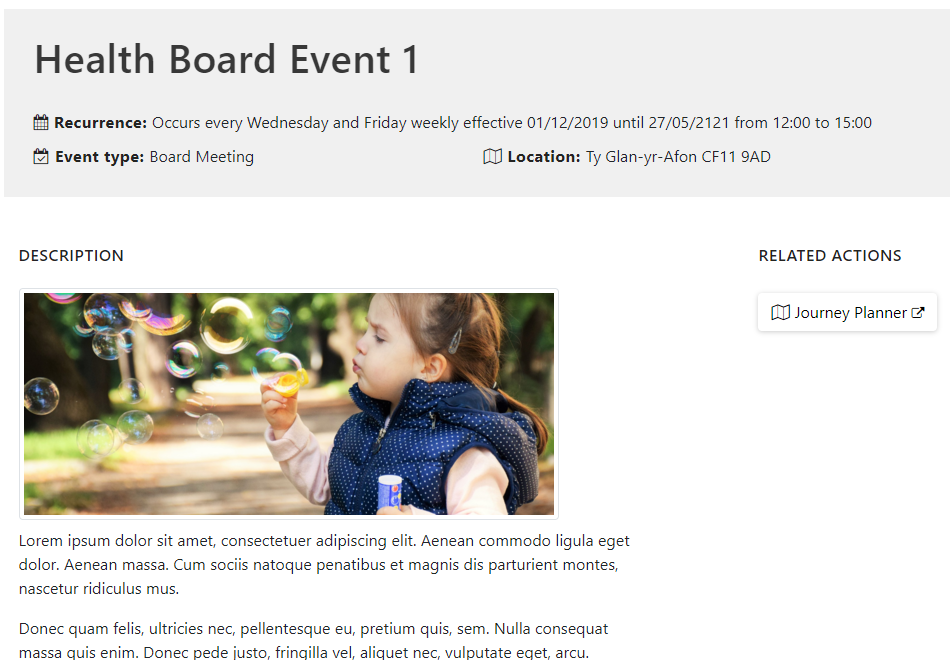 Health Board Event 1
Recurrence: Occurs every Wednesday and Friday weekly effective 01/12/2019 until 27/05/2121 from 12:00 to 15:00
Event type: Board Meeting
Location: Ty Glan-yr-Afon CF11 9AD
DESCRIPTION
RELATED ACTIONS
Journey Planner
Lorem ipsum dolor sit amet, consectetuer adipiscing elit. Aenean commodo ligula eget
dolor. Aenean massa. Cum sociis natoque penatibus et magnis dis parturient montes,
nascetur ridiculus mus.
Donec quam felis, ultricies nec, pellentesque eu, pretium quis, sem. Nulla consequat
massa quis enim. Donec pede justo, fringilla vel, aliquet nec, vulputate eget, arcu.